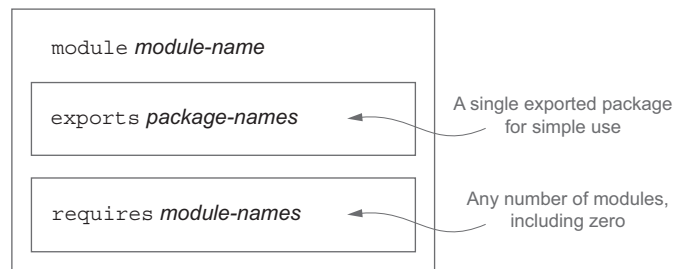 module module-name
exports package-names
A single exported package
for simple use
requires module-names
Any number of modules,
including zero